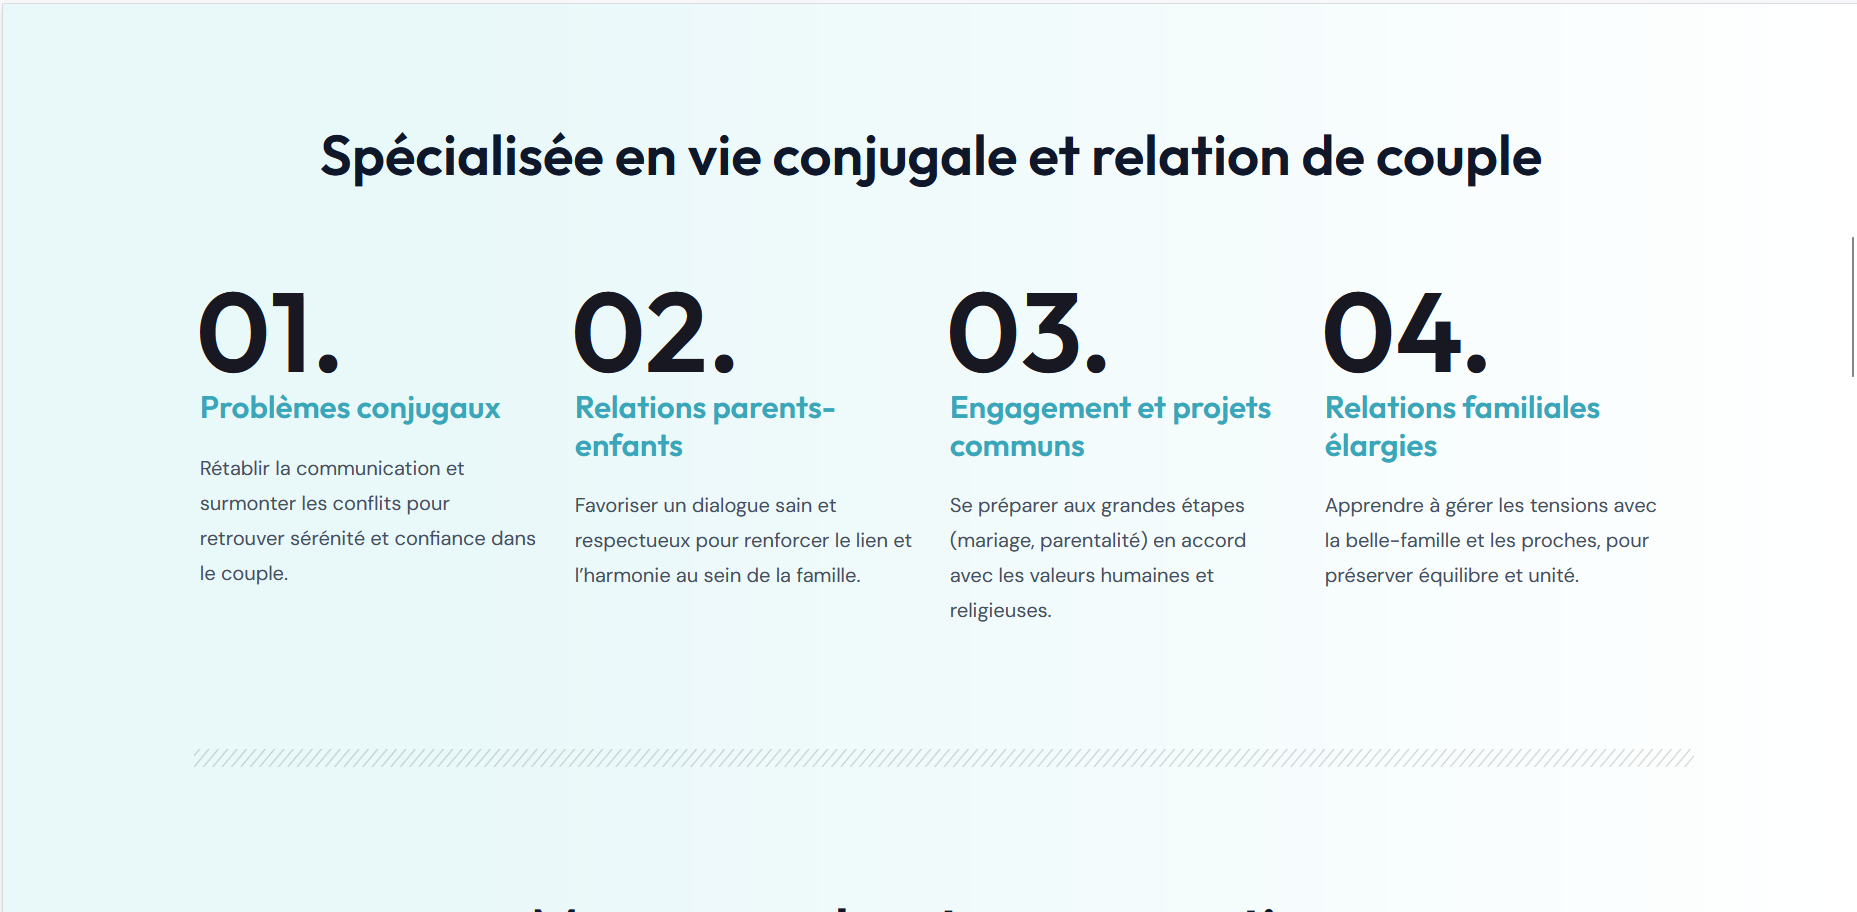 Spécialisée en vie conjugale et relation de couple
01.
Problèmes conjugaux
Rétablir la communication et
surmonter les conflits pour
retrouver sérénité et confiance dans
le couple.
02.
Relations parents-
enfants
Favoriser un dialogue sain et
respectueux pour renforcer le lien et
l’harmonie au sein de la famille.
03.
Engagement et projets
communs
Se préparer aux grandes étapes
(mariage, parentalité) en accord
avec les valeurs humaines et
religieuses.
04.
Relations familiales
élargies
Apprendre à gérer les tensions avec
la belle-famille et les proches, pour
préserver équilibre et unité.